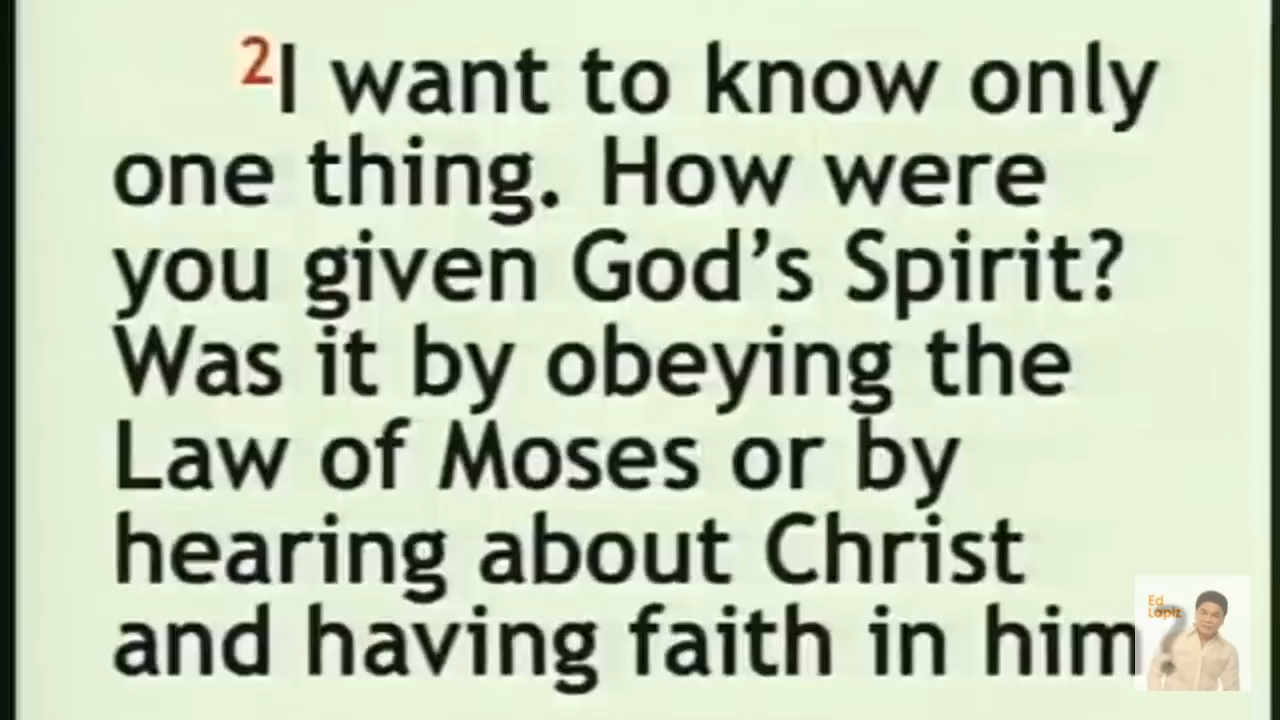 2I want to know only
one thing. How were
you given God's Spirit?
Was it by obeying the
Law of Moses or by
hearing about Christ
and having faith in him?
Ed
Lapiz